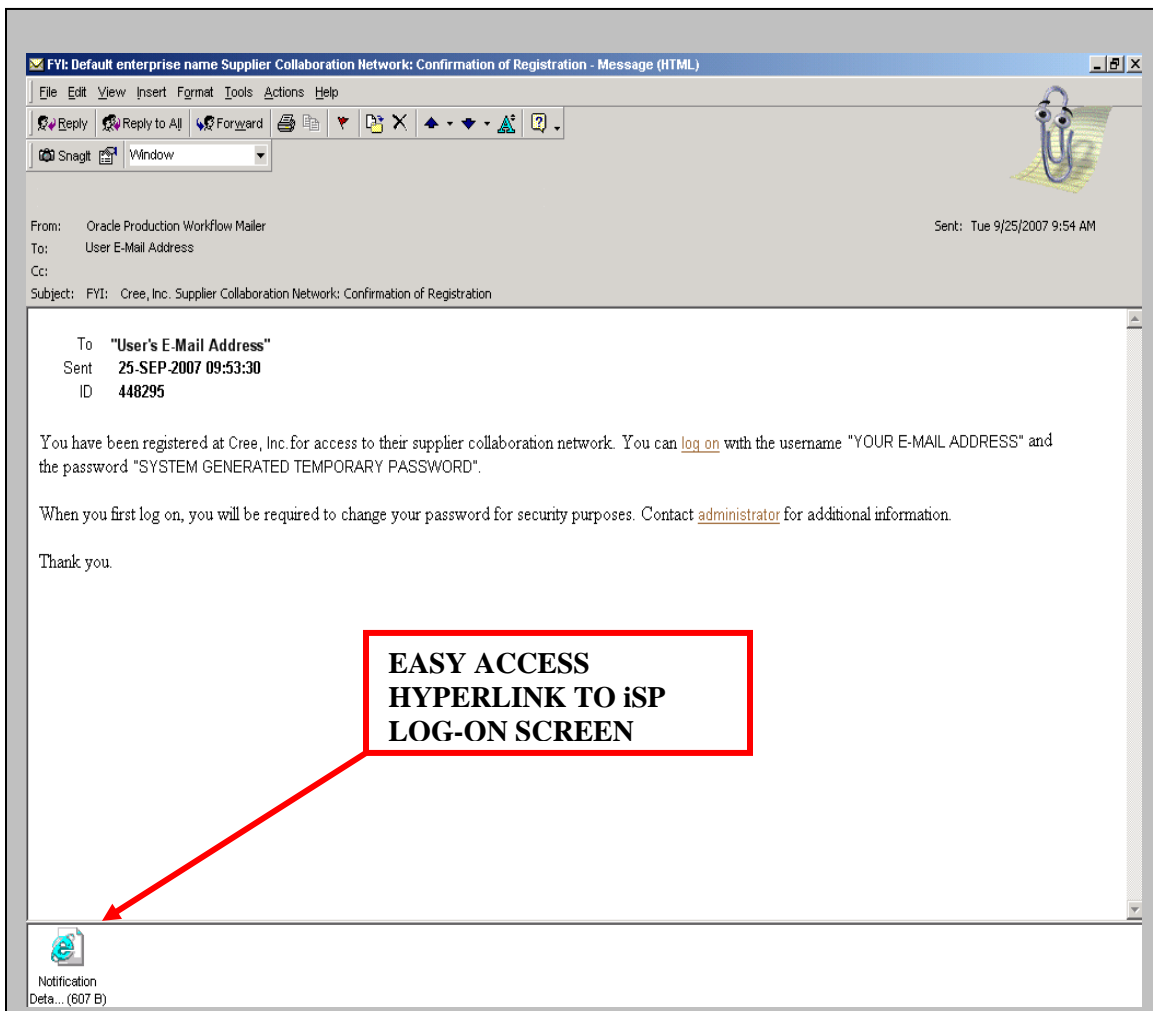 FYI: Default enterprise name Supplier Collaboration Network: Confirmation of Registration - Message (HTML)
File Edit View Insert Format Tools Actions Help
Reply Reply to All Forward
SnagIt Window
From: Oracle Production Workflow Mailer Sent: Tue 9/25/2007 9:54 AM
To: User E-Mail Address
Cc:
Subject: FYI: Cree, Inc. Supplier Collaboration Network: Confirmation of Registration
To "User's E-Mail Address"
Sent 25-SEP-2007 09:53:30
ID 448295
You have been registered at Cree, Inc.for access to their supplier collaboration network. You can log on with the username "YOUR E-MAIL ADDRESS" and
the password "SYSTEM GENERATED TEMPORARY PASSWORD".
When you first log on, you will be required to change your password for security purposes. Contact administrator for additional information.
Thank you.
EASY ACCESS
HYPERLINK TO iSP
LOG-ON SCREEN
Notification
Deta... (607 B)